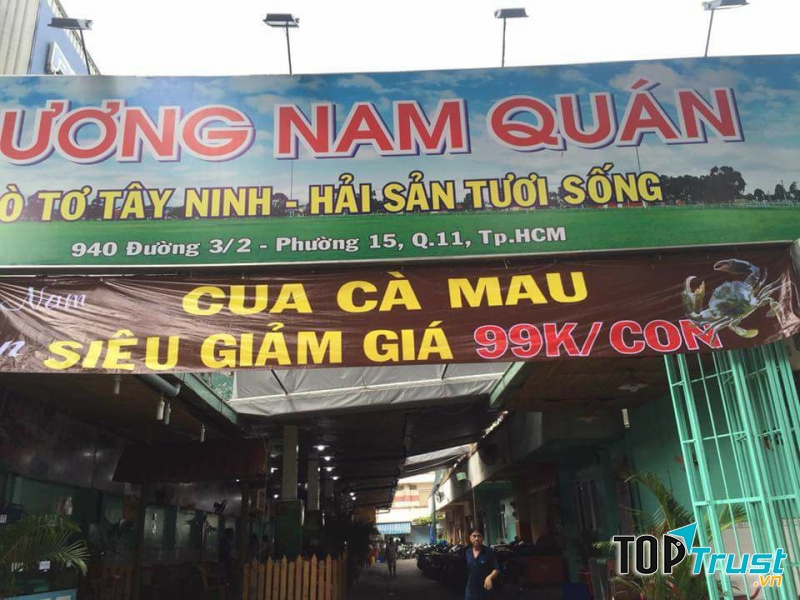 ƯƠNG NAM QUÁN
Ò TƠ TÂY NINH - HẢI SẢN TƯƠI SỐNG
940 Đường 3/2 - Phường 15, Q.11, Tp.HCM
Nam CUA CÀ MAU
SIÊU GIẢM GIÁ 99K/CON
TOPTrust.vn